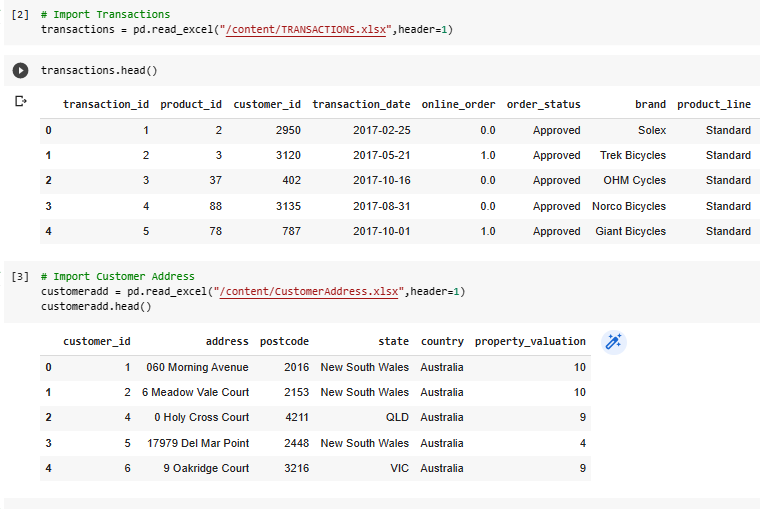 [2] # Import Transactions
transactions = pd.read_excel("/content/TRANSACTIONS.xlsx",header=1)
transactions.head()
transaction_id product_id customer_id transaction_date online_order order_status brand product_line
0 1 2 2950 2017-02-25 0.0 Approved Solex Standard
1 2 3 3120 2017-05-21 1.0 Approved Trek Bicycles Standard
2 3 37 402 2017-10-16 0.0 Approved OHM Cycles Standard
3 4 88 3135 2017-08-31 0.0 Approved Norco Bicycles Standard
4 5 78 787 2017-10-01 1.0 Approved Giant Bicycles Standard
[3] # Import Customer Address
customeradd = pd.read_excel("/content/CustomerAddress.xlsx",header=1)
customeradd.head()
customer_id address postcode state country property_valuation
0 1 060 Morning Avenue 2016 New South Wales Australia 10
1 2 6 Meadow Vale Court 2153 New South Wales Australia 10
2 4 0 Holy Cross Court 4211 QLD Australia 9
3 5 17979 Del Mar Point 2448 New South Wales Australia 4
4 6 9 Oakridge Court 3216 VIC Australia 9